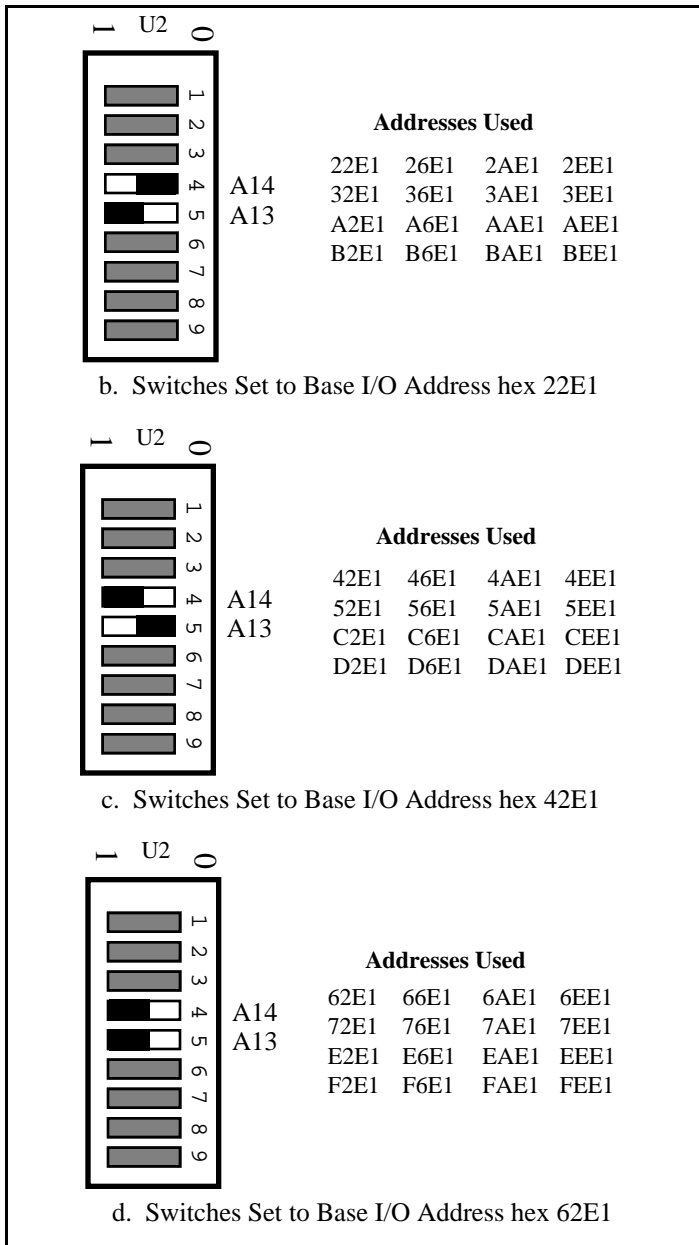 1 U2 0
1
2
3
4 A14
5 A13
6
7
8
9
Addresses Used
22E1 26E1 2AE1 2EE1
32E1 36E1 3AE1 3EE1
A2E1 A6E1 AAE1 AEE1
B2E1 B6E1 BAE1 BEE1
b. Switches Set to Base I/O Address hex 22E1
1 U2 0
1
2
3
4 A14
5 A13
6
7
8
9
Addresses Used
42E1 46E1 4AE1 4EE1
52E1 56E1 5AE1 5EE1
C2E1 C6E1 CAE1 CEE1
D2E1 D6E1 DAE1 DEE1
c. Switches Set to Base I/O Address hex 42E1
1 U2 0
1
2
3
4 A14
5 A13
6
7
8
9
Addresses Used
62E1 66E1 6AE1 6EE1
72E1 76E1 7AE1 7EE1
E2E1 E6E1 EAE1 EEE1
F2E1 F6E1 FAE1 FEE1
d. Switches Set to Base I/O Address hex 62E1